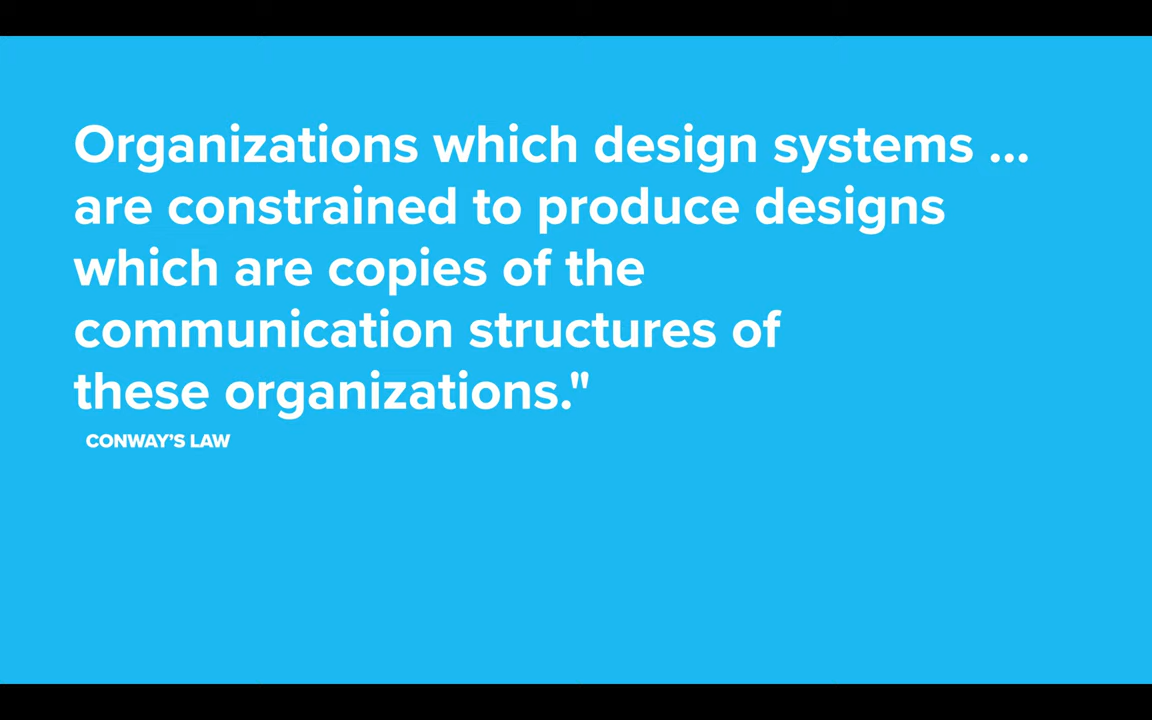 Organizations which design systems ...
are constrained to produce designs
which are copies of the
communication structures of
these organizations."
CONWAY’S LAW